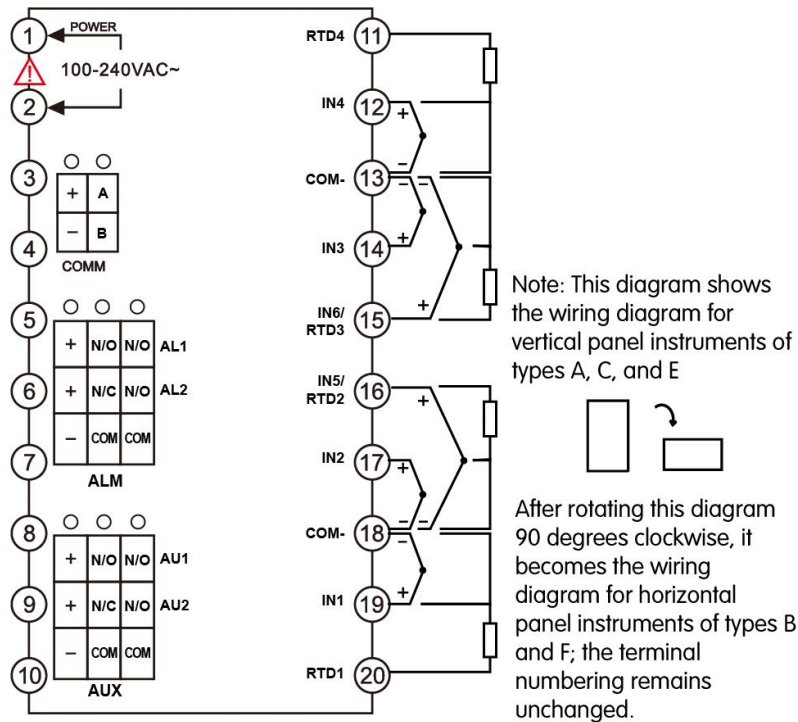 1
POWER
100-240VAC~
2
3
+ A
− B
4
COMM
5
+ N/O N/O AL1
6
+ N/C N/O AL2
− COM COM
7
ALM
8
+ N/O N/O AU1
9
+ N/C N/O AU2
− COM COM
10
AUX
RTD4 11
IN4 12
+
−
COM- 13
− −
+
IN3 14
IN6/
RTD3 15
+
IN5/
RTD2 16
+
IN2 17
+
− −
COM- 18
−
+
IN1 19
RTD1 20
Note: This diagram shows
the wiring diagram for
vertical panel instruments of
types A, C, and E
After rotating this diagram
90 degrees clockwise, it
becomes the wiring
diagram for horizontal
panel instruments of types B
and F; the terminal
numbering remains
unchanged.